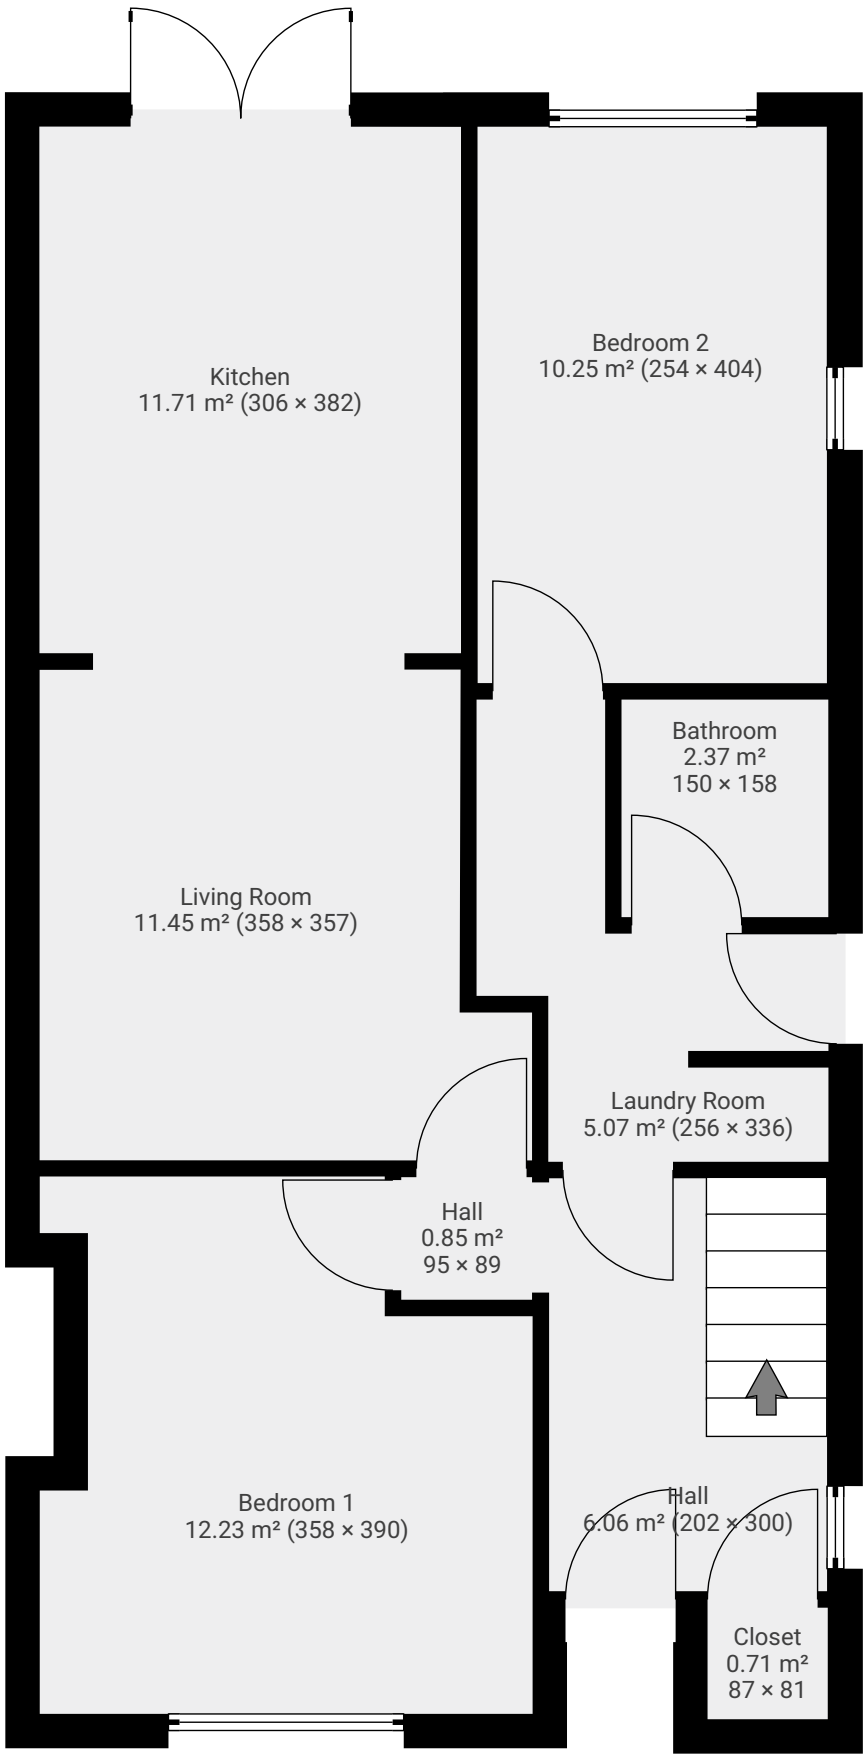 Kitchen
11.71 m² (306 × 382)
Bedroom 2
10.25 m² (254 × 404)
Bathroom
2.37 m²
150 × 158
Living Room
11.45 m² (358 × 357)
Laundry Room
5.07 m² (256 × 336)
Hall
0.85 m²
95 × 89
Bedroom 1
12.23 m² (358 × 390)
Hall
6.06 m² (202 × 300)
Closet
0.71 m²
87 × 81